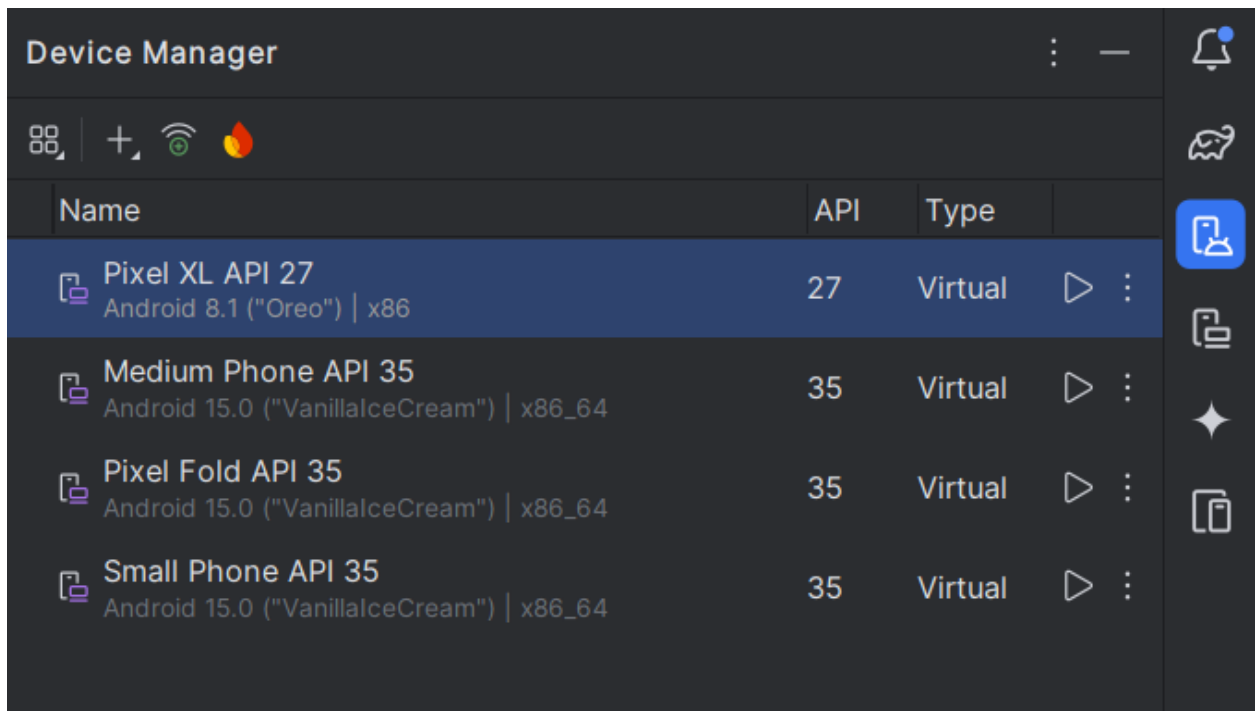 Device Manager
Name API Type
Pixel XL API 27 27 Virtual
Android 8.1 ("Oreo") | x86
Medium Phone API 35 35 Virtual
Android 15.0 ("VanillaIceCream") | x86_64
Pixel Fold API 35 35 Virtual
Android 15.0 ("VanillaIceCream") | x86_64
Small Phone API 35 35 Virtual
Android 15.0 ("VanillaIceCream") | x86_64